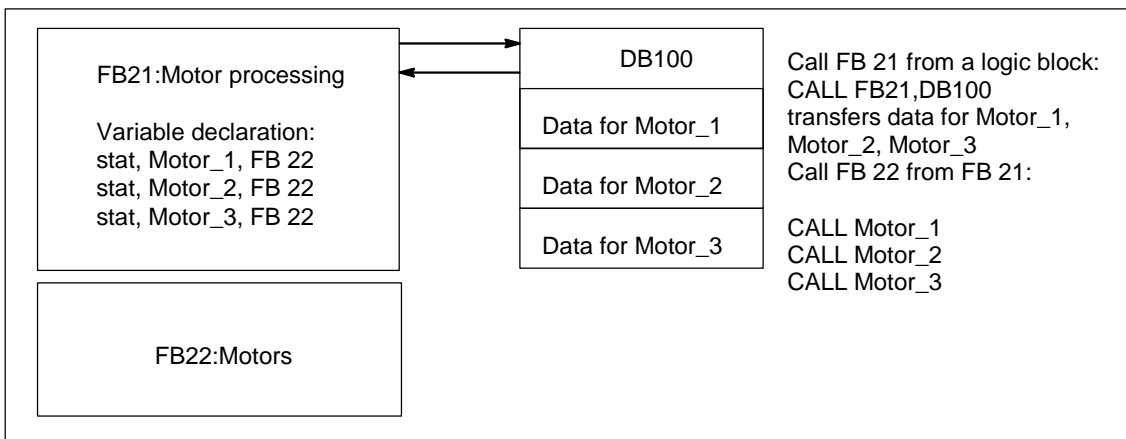 FB21:Motor processing
Variable declaration:
stat, Motor_1, FB 22
stat, Motor_2, FB 22
stat, Motor_3, FB 22
DB100
Data for Motor_1
Data for Motor_2
Data for Motor_3
Call FB 21 from a logic block:
CALL FB21,DB100
transfers data for Motor_1,
Motor_2, Motor_3
Call FB 22 from FB 21:
CALL Motor_1
CALL Motor_2
CALL Motor_3
FB22:Motors